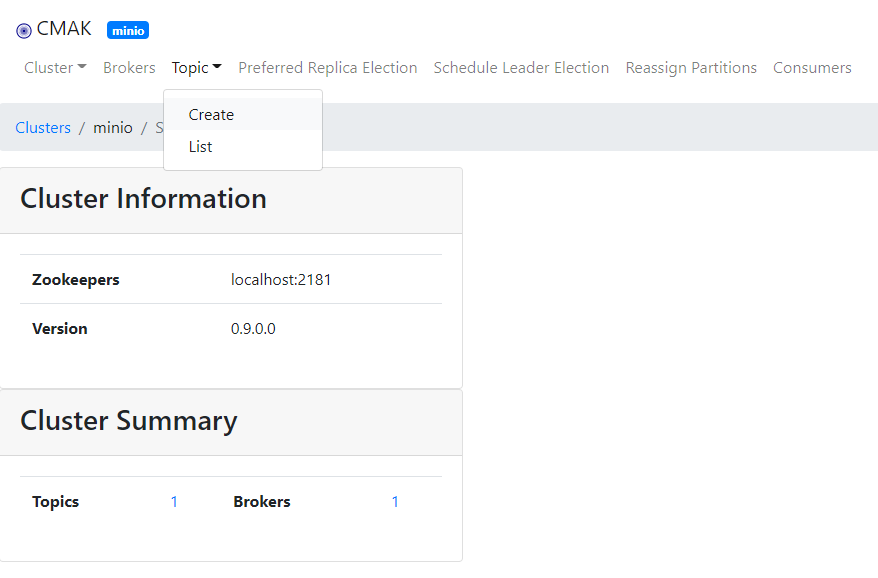 CMAK minio
Cluster Brokers Topic Preferred Replica Election Schedule Leader Election Reassign Partitions Consumers
Create
List
Clusters / minio / S
Cluster Information
Zookeepers localhost:2181
Version 0.9.0.0
Cluster Summary
Topics 1 Brokers 1